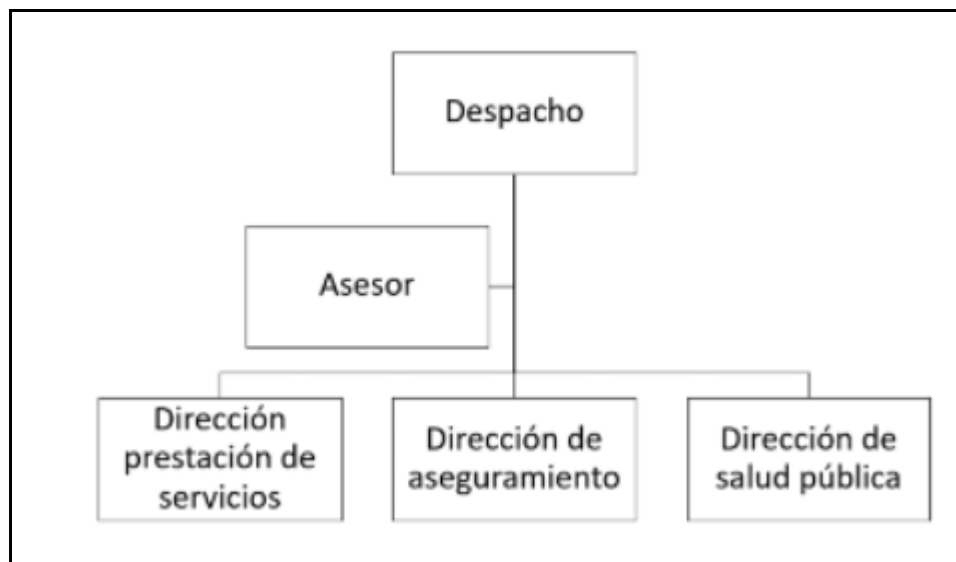 Despacho
Asesor
Dirección
prestación de
servicios
Dirección de
aseguramiento
Dirección de
salud pública